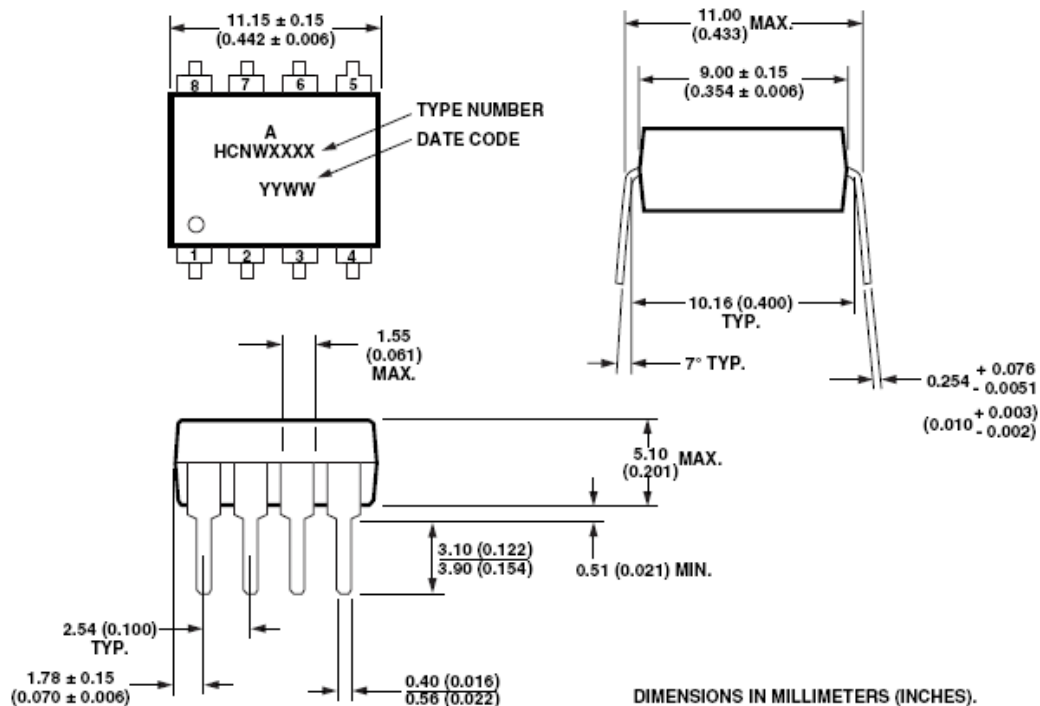 11.15 ± 0.15
(0.442 ± 0.006)
8 7 6 5
A
HCNWXXXX
YYWW
1 2 3 4
TYPE NUMBER
DATE CODE
11.00
(0.433) MAX.
9.00 ± 0.15
(0.354 ± 0.006)
10.16 (0.400)
TYP.
7° TYP.
0.254 + 0.076
- 0.0051
(0.010 + 0.003)
- 0.002)
1.55
(0.061)
MAX.
5.10
(0.201) MAX.
3.10 (0.122)
3.90 (0.154)
0.51 (0.021) MIN.
2.54 (0.100)
TYP.
1.78 ± 0.15
(0.070 ± 0.006)
0.40 (0.016)
0.56 (0.022)
DIMENSIONS IN MILLIMETERS (INCHES).